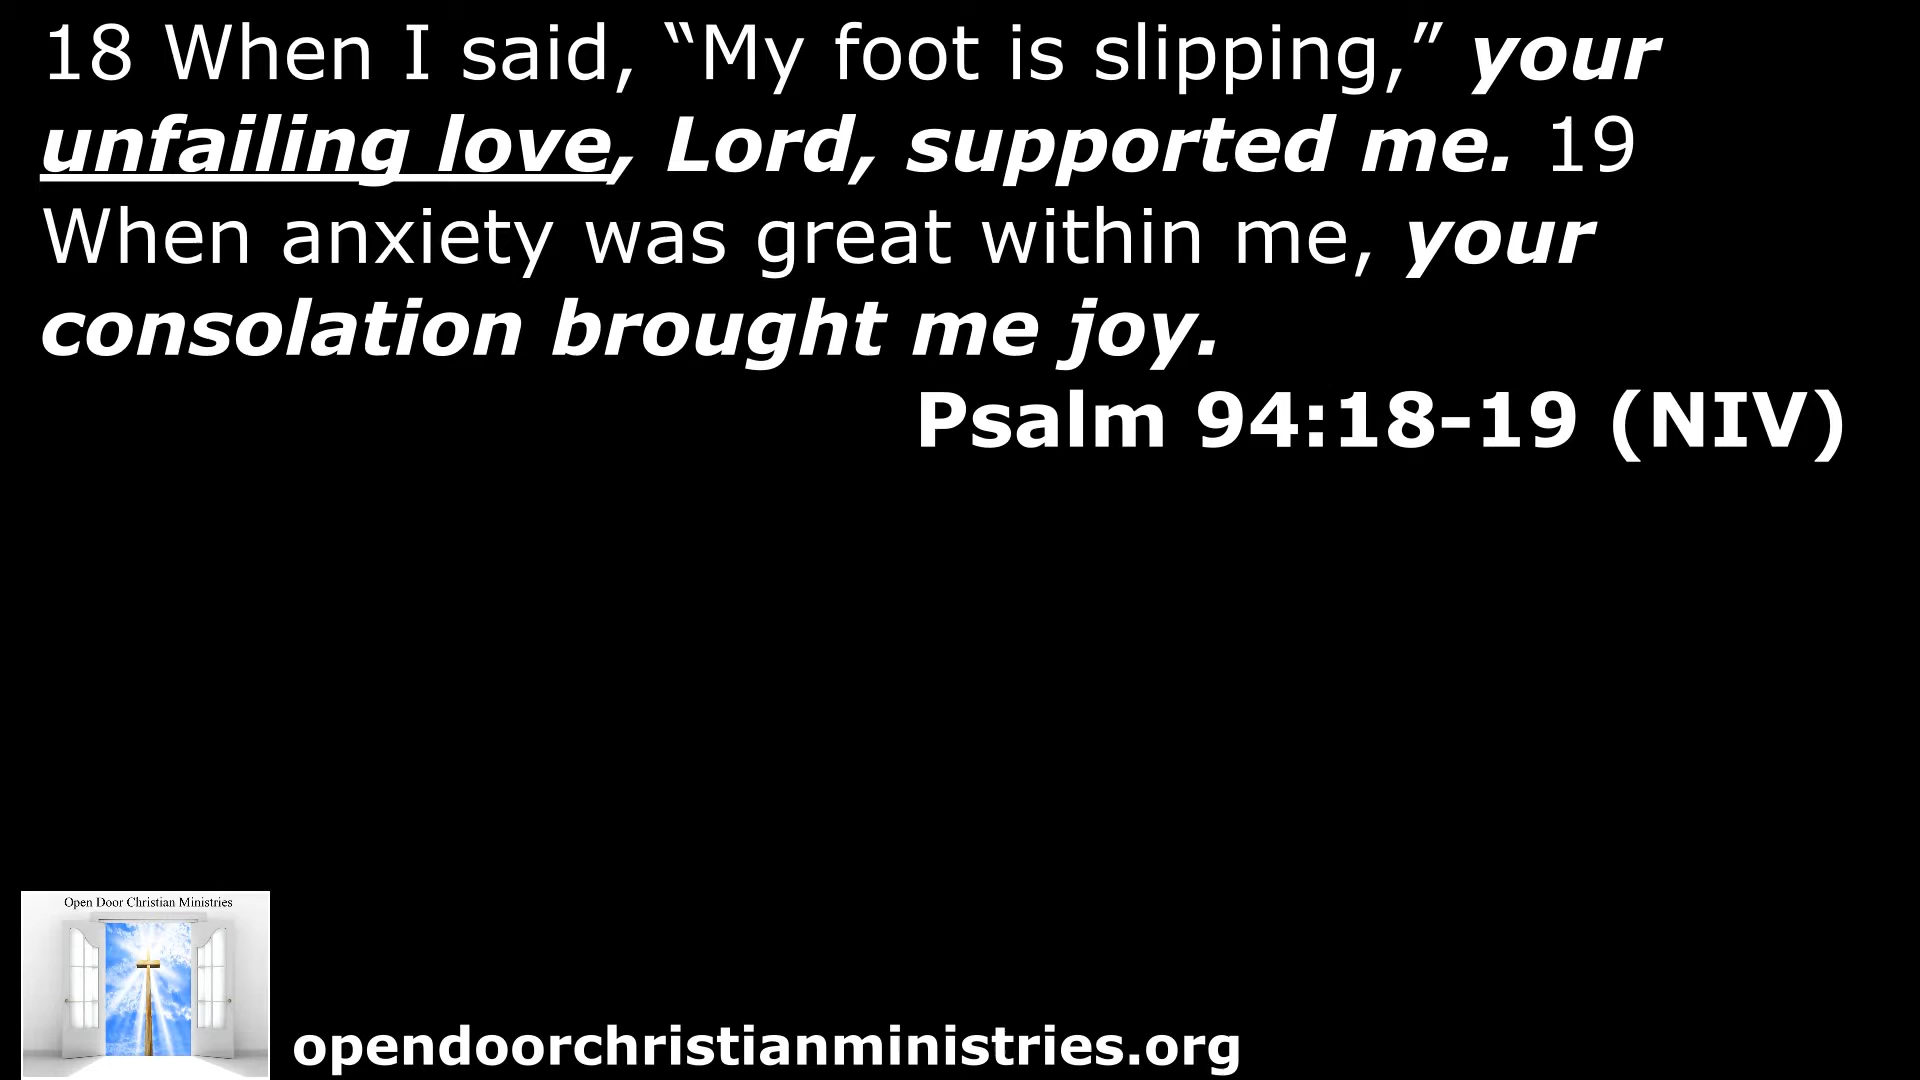 18 When I said, “My foot is slipping,” your
unfailing love, Lord, supported me. 19
When anxiety was great within me, your
consolation brought me joy.
Psalm 94:18-19 (NIV)
Open Door Christian Ministries
opendoorchristianministries.org